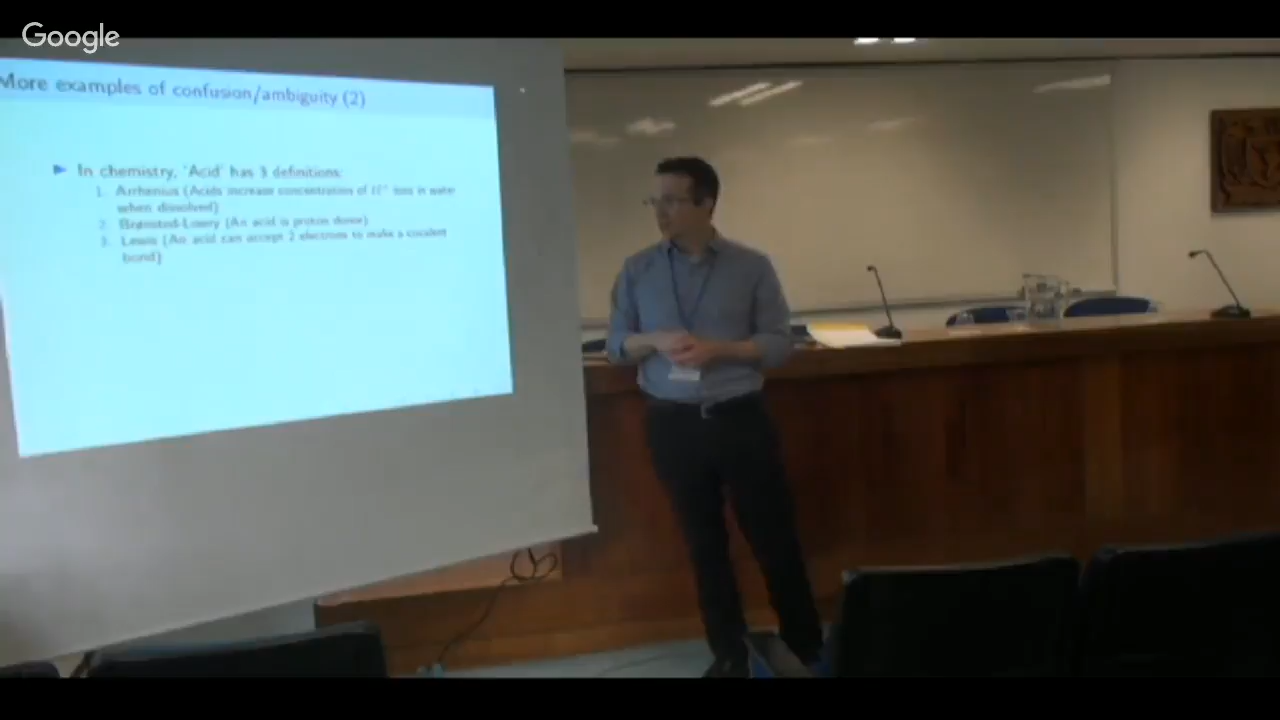 Google
More examples of confusion/ambiguity (2)
► In chemistry, 'Acid' has 3 definitions:
1. Arrhenius (Acids increase concentration of H⁺ ions in water
when dissolved)
2. Brønsted-Lowry (An acid is proton donor)
3. Lewis (An acid can accept 2 electrons to make a covalent
bond)